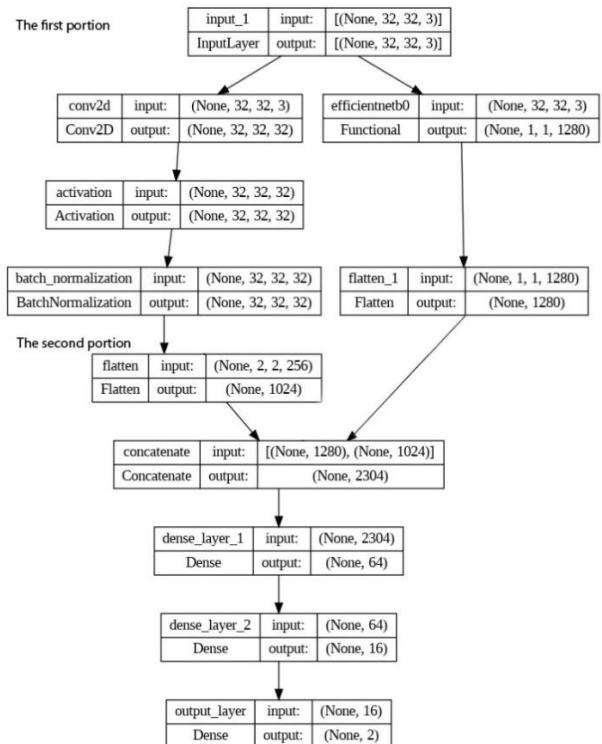 The first portion
input_1 input: [(None, 32, 32, 3)]
InputLayer output: [(None, 32, 32, 3)]
conv2d input: (None, 32, 32, 3)
Conv2D output: (None, 32, 32, 32)
efficientnetb0 input: (None, 32, 32, 3)
Functional output: (None, 1, 1, 1280)
activation input: (None, 32, 32, 32)
Activation output: (None, 32, 32, 32)
batch_normalization input: (None, 32, 32, 32)
BatchNormalization output: (None, 32, 32, 32)
flatten_1 input: (None, 1, 1, 1280)
Flatten output: (None, 1280)
The second portion
flatten input: (None, 2, 2, 256)
Flatten output: (None, 1024)
concatenate input: [(None, 1280), (None, 1024)]
Concatenate output: (None, 2304)
dense_layer_1 input: (None, 2304)
Dense output: (None, 64)
dense_layer_2 input: (None, 64)
Dense output: (None, 16)
output_layer input: (None, 16)
Dense output: (None, 2)